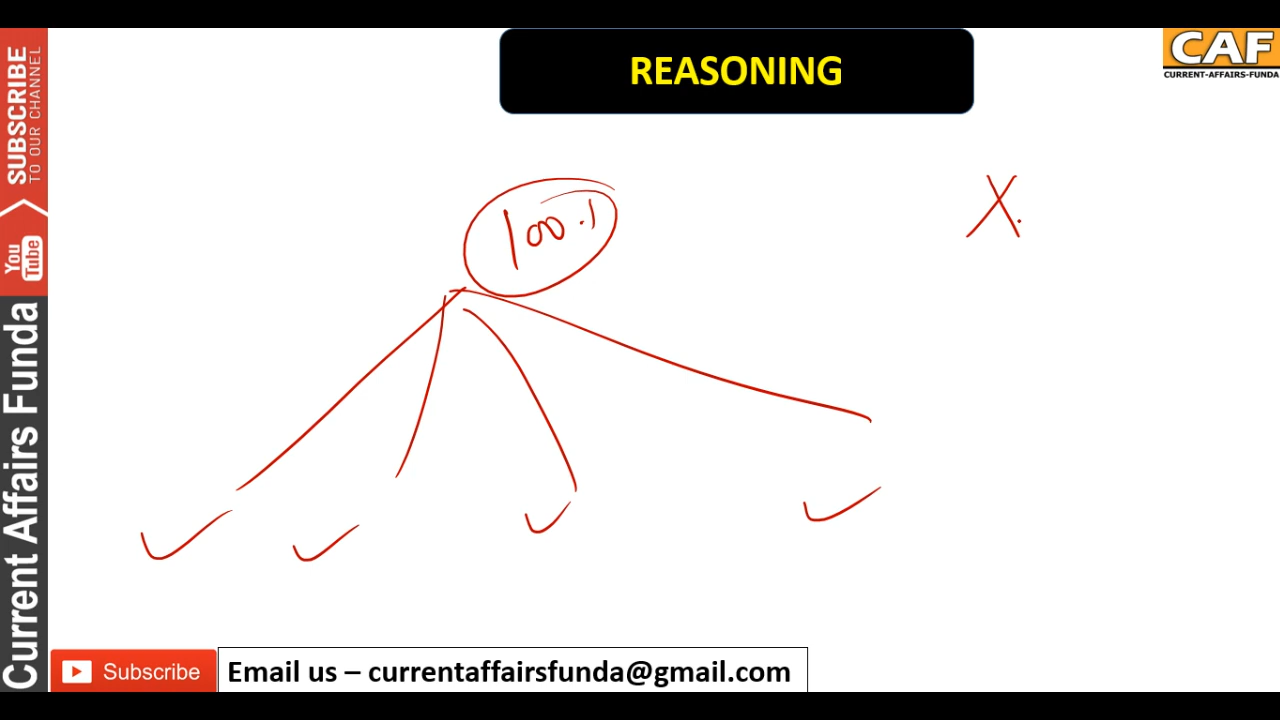 REASONING
CAF
CURRENT-AFFAIRS-FUNDA
SUBSCRIBE
TO OUR CHANNEL
You
Tube
Current Affairs Funda
100%
X
Subscribe
Email us – currentaffairsfunda@gmail.com